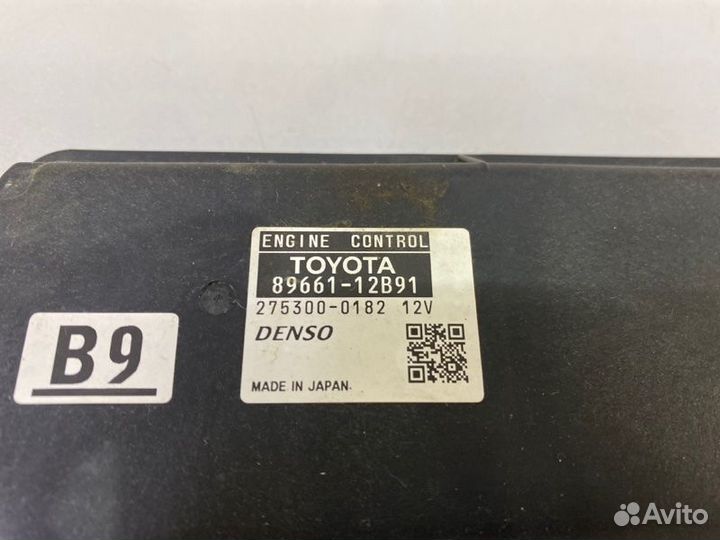 ENGINE CONTROL
TOYOTA
89661-12B91
275300-0182 12V
DENSO
MADE IN JAPAN
B9
Avito